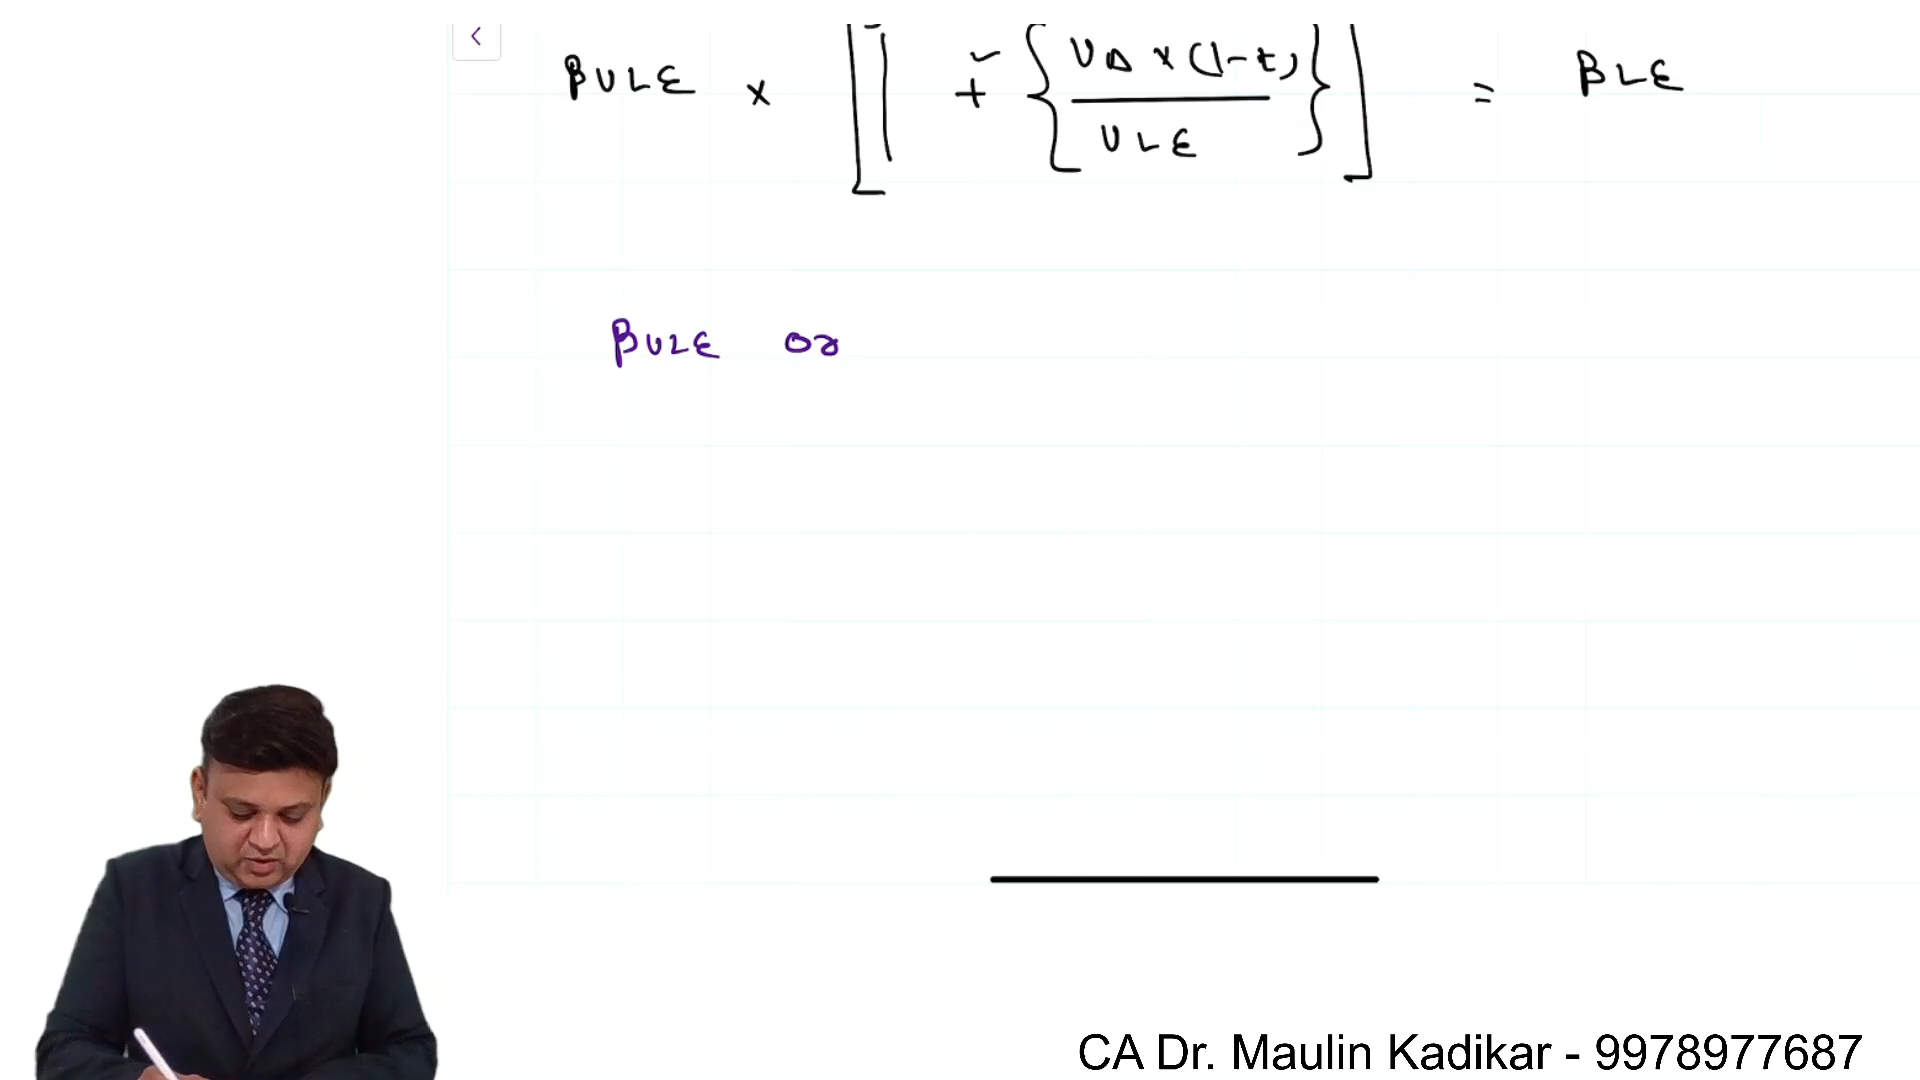 βULE × [1 + {VD × (1-t) / VLE}] = βLE
βULE or
CA Dr. Maulin Kadikar - 9978977687